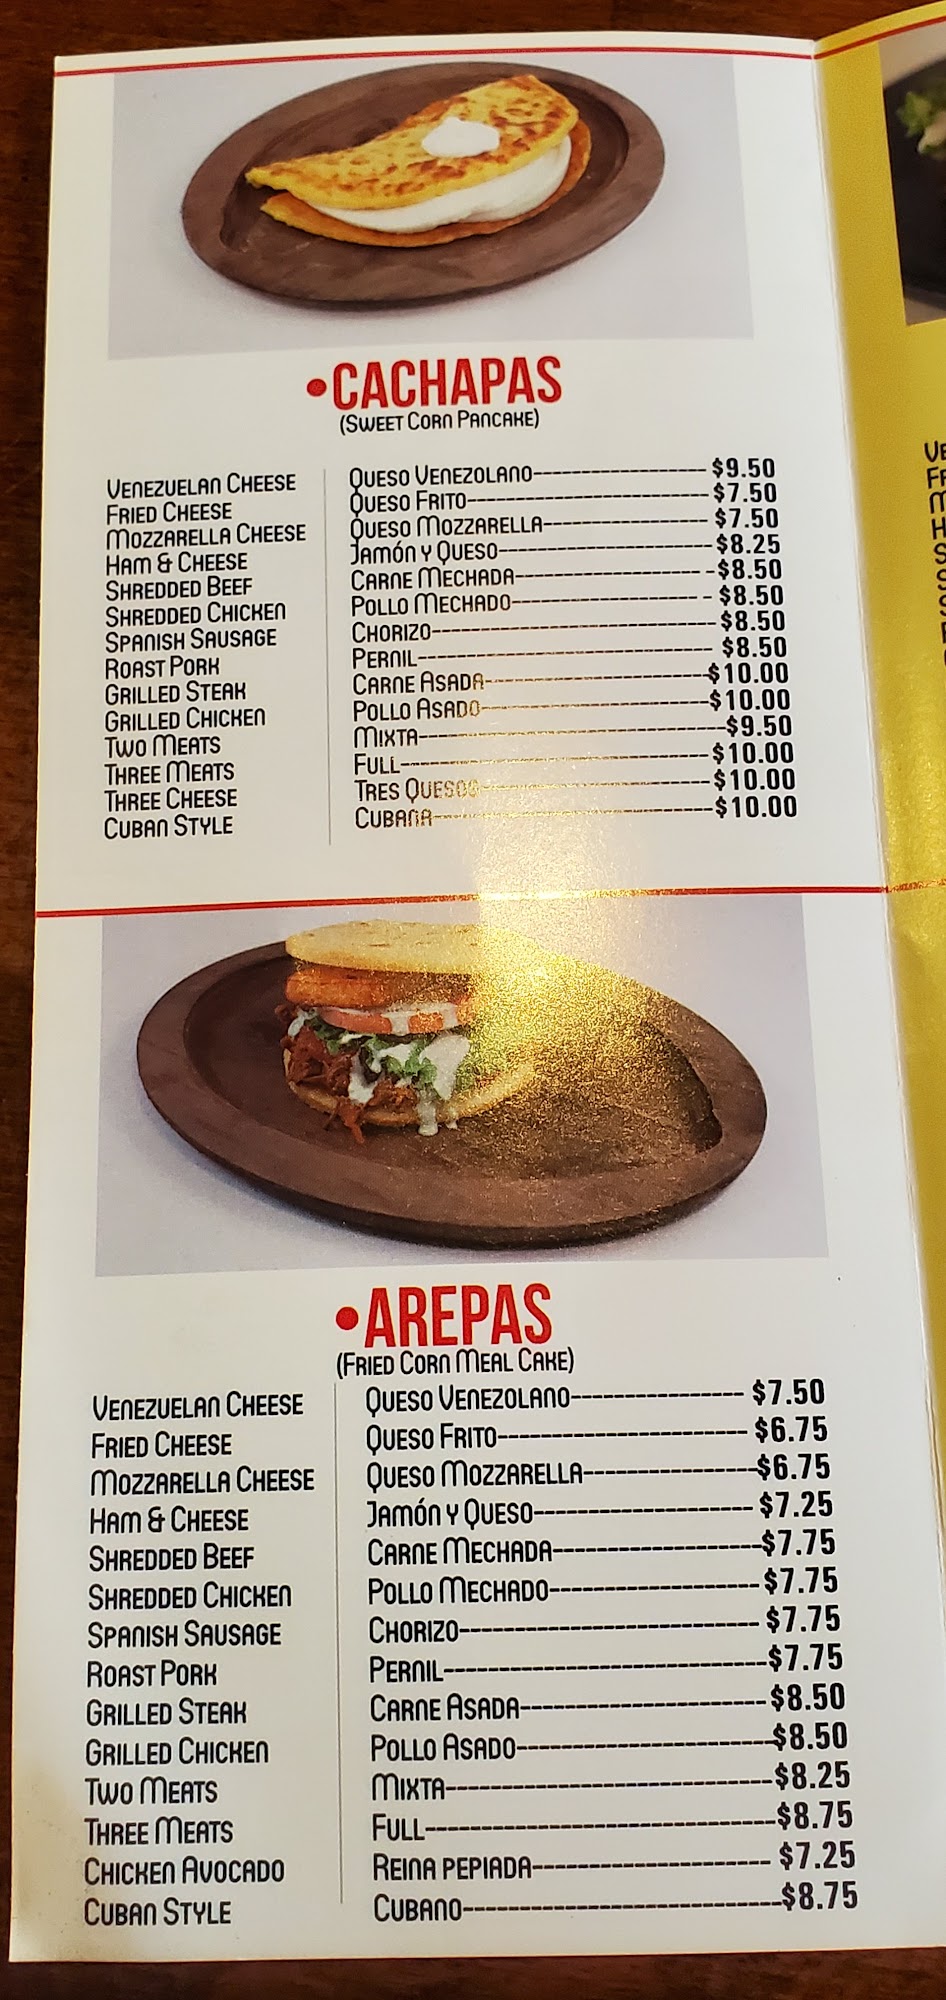 •CACHAPAS
(Sweet Corn Pancake)
Venezuelan Cheese Queso Venezolano $9.50
Fried Cheese Queso Frito $7.50
Mozzarella Cheese Queso Mozzarella $7.50
Ham & Cheese Jamón y Queso $8.25
Shredded Beef Carne Mechada $8.50
Shredded Chicken Pollo Mechado $8.50
Spanish Sausage Chorizo $8.50
Roast Pork Pernil $8.50
Grilled Steak Carne Asada $10.00
Grilled Chicken Pollo Asado $10.00
Two Meats Mixta $9.50
Three Meats Full $10.00
Three Cheese Tres Quesos $10.00
Cuban Style Cubana $10.00
•AREPAS
(Fried Corn Meal Cake)
Venezuelan Cheese Queso Venezolano $7.50
Fried Cheese Queso Frito $6.75
Mozzarella Cheese Queso Mozzarella $6.75
Ham & Cheese Jamón y Queso $7.25
Shredded Beef Carne Mechada $7.75
Shredded Chicken Pollo Mechado $7.75
Spanish Sausage Chorizo $7.75
Roast Pork Pernil $7.75
Grilled Steak Carne Asada $8.50
Grilled Chicken Pollo Asado $8.50
Two Meats Mixta $8.25
Three Meats Full $8.75
Chicken Avocado Reina pepiada $7.25
Cuban Style Cubano $8.75